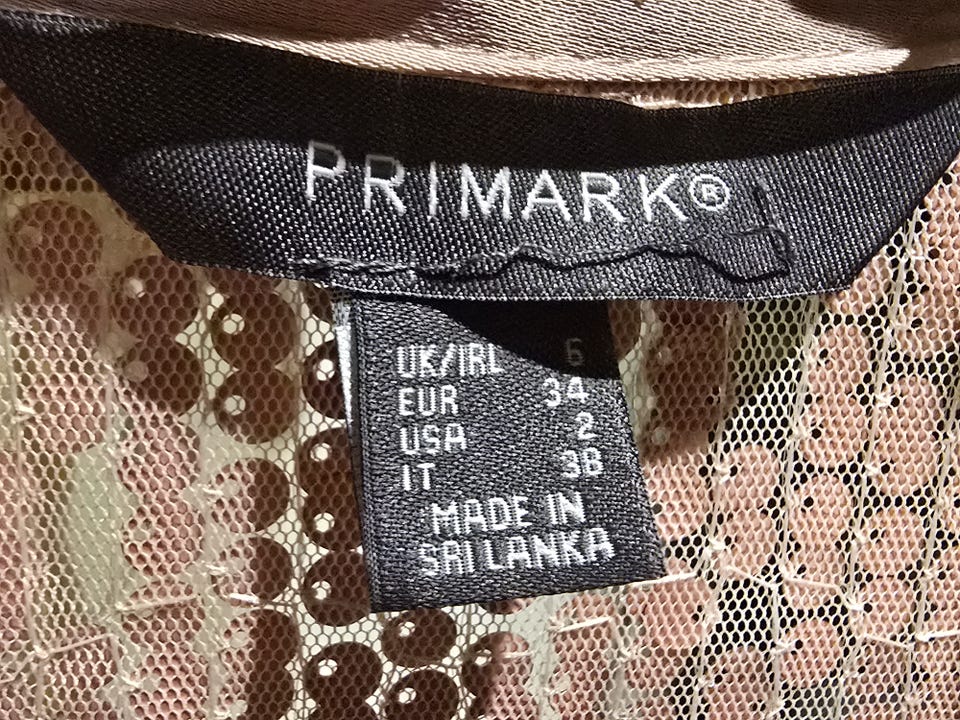 PRIMARK®
UK/IRL 6
EUR 34
USA 2
IT 38
MADE IN
SRI LANKA